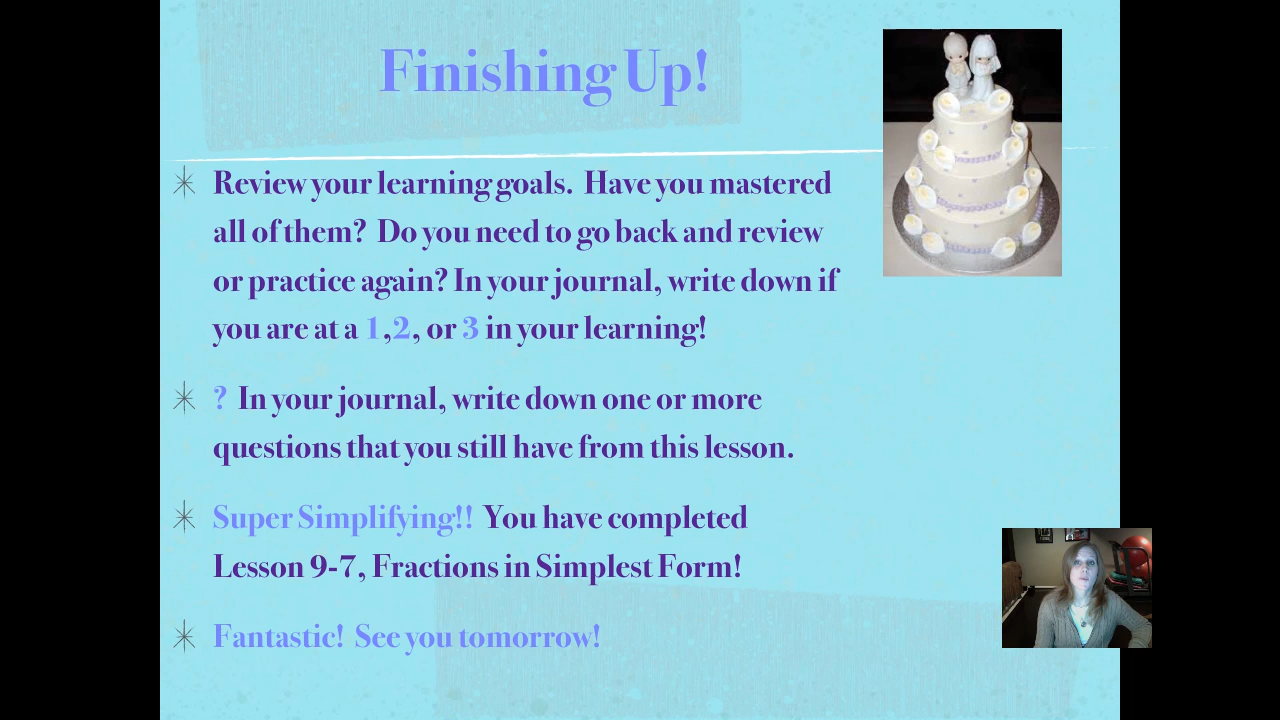 Finishing Up!
Review your learning goals.  Have you mastered
all of them?  Do you need to go back and review
or practice again? In your journal, write down if
you are at a 1,2, or 3 in your learning!
?  In your journal, write down one or more
questions that you still have from this lesson.
Super Simplifying!!  You have completed
Lesson 9-7, Fractions in Simplest Form!
Fantastic!  See you tomorrow!